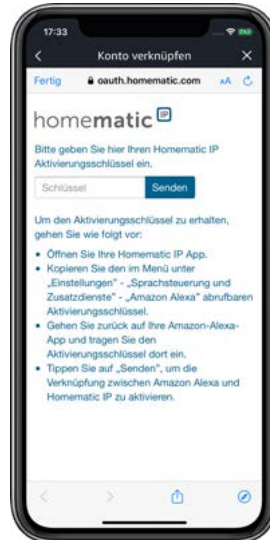 17:33
Konto verknüpfen
Fertig
oauth.homematic.com
AA
homematic IP
Bitte geben Sie hier Ihren Homematic IP
Aktivierungsschlüssel ein.
Schlüssel
Senden
Um den Aktivierungsschlüssel zu erhalten,
gehen Sie wie folgt vor:
• Öffnen Sie Ihre Homematic IP App.
• Kopieren Sie den im Menü unter
„Einstellungen" - „Sprachsteuerung und
Zusatzdienste" - „Amazon Alexa" abrufbaren
Aktivierungsschlüssel.
• Gehen Sie zurück auf Ihre Amazon-Alexa-
App und tragen Sie den
Aktivierungsschlüssel dort ein.
• Tippen Sie auf „Senden", um die
Verknüpfung zwischen Amazon Alexa und
Homematic IP zu aktivieren.